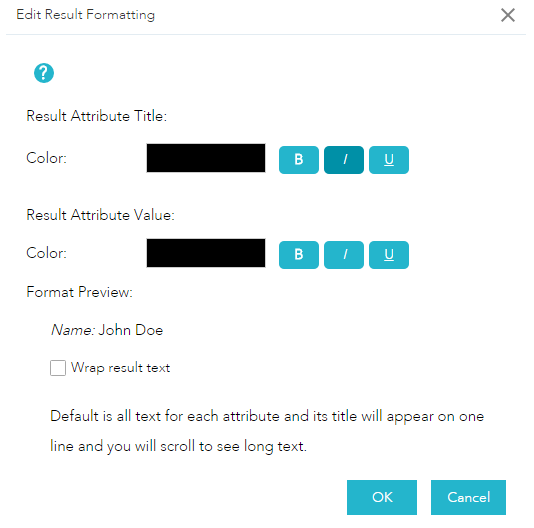 Edit Result Formatting
?
Result Attribute Title:
Color: B I U
Result Attribute Value:
Color: B I U
Format Preview:
Name: John Doe
Wrap result text
Default is all text for each attribute and its title will appear on one
line and you will scroll to see long text.
OK Cancel